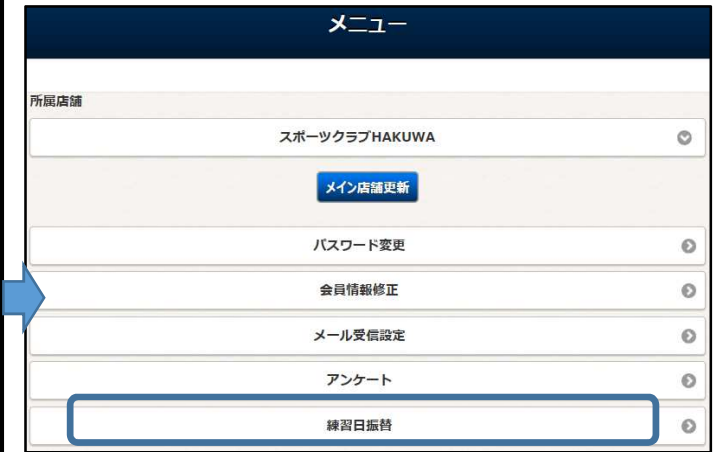 メニュー
所属店舗
スポーツクラブHAKUWA
メイン店舗更新
パスワード変更
会員情報修正
メール受信設定
アンケート
練習日振替